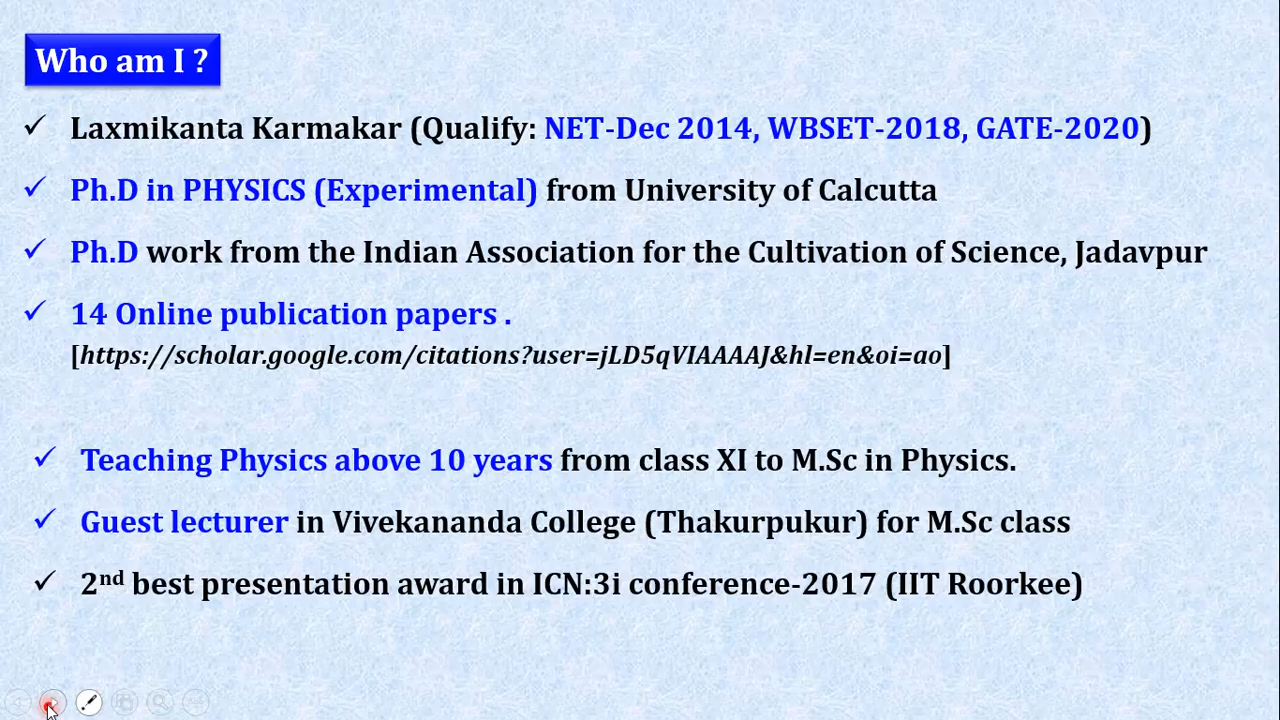 Who am I ?
Laxmikanta Karmakar (Qualify: NET-Dec 2014, WBSET-2018, GATE-2020)
Ph.D in PHYSICS (Experimental) from University of Calcutta
Ph.D work from the Indian Association for the Cultivation of Science, Jadavpur
14 Online publication papers .
[https://scholar.google.com/citations?user=jLD5qVIAAAAJ&hl=en&oi=ao]
Teaching Physics above 10 years from class XI to M.Sc in Physics.
Guest lecturer in Vivekananda College (Thakurpukur) for M.Sc class
2nd best presentation award in ICN:3i conference-2017 (IIT Roorkee)